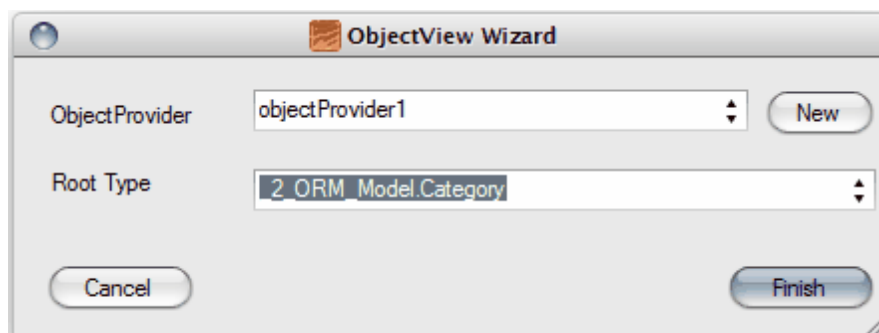 ObjectView Wizard
ObjectProvider objectProvider1 New
Root Type _2_ORM_Model.Category
Cancel Finish